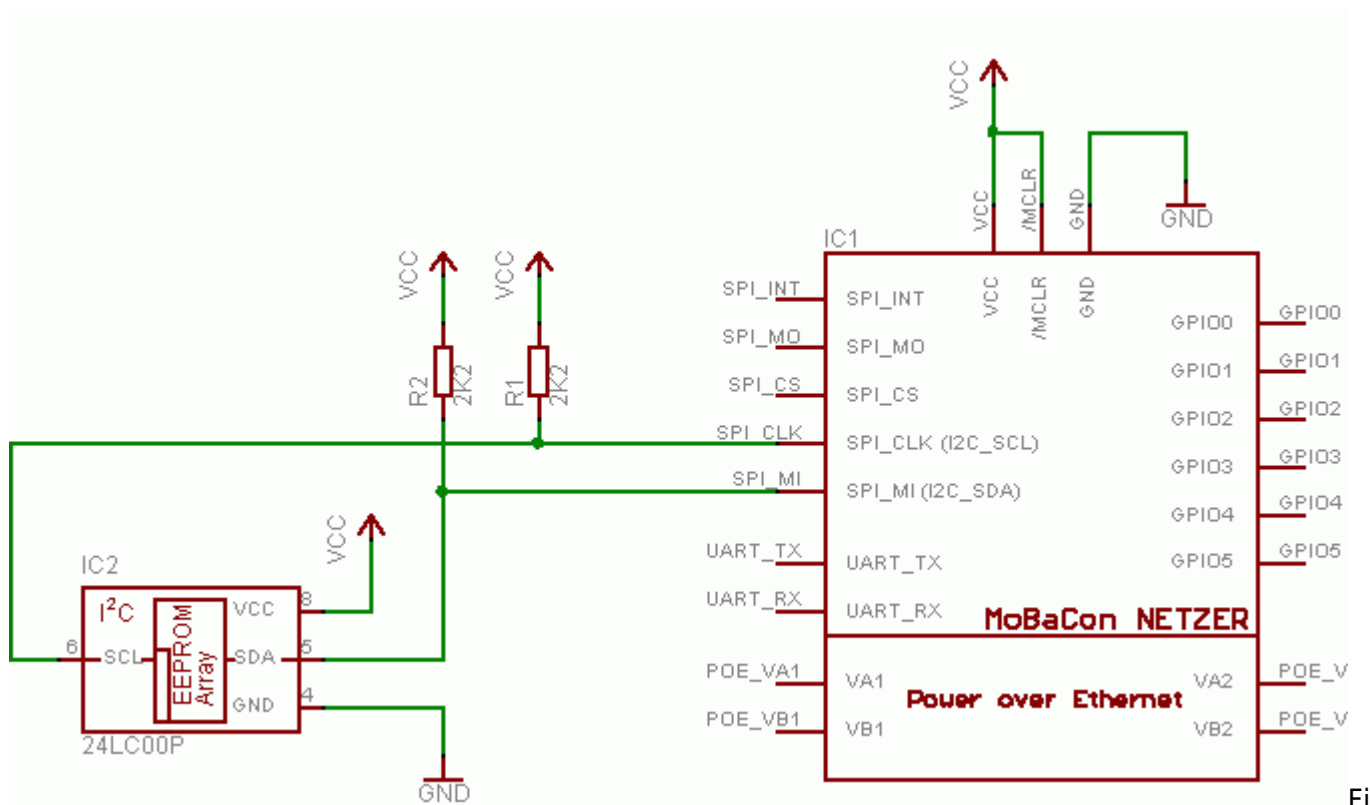 VCC
VCC
/MCLR
GND
GND
IC1
VCC
/MCLR
GND
VCC
VCC
R2
2K2
R1
2K2
SPI_INT
SPI_INT
SPI_MO
SPI_MO
SPI_CS
SPI_CS
SPI_CLK
SPI_CLK (I2C_SCL)
SPI_MI
SPI_MI (I2C_SDA)
UART_TX
UART_TX
UART_RX
UART_RX
GPIO0
GPIO0
GPIO1
GPIO1
GPIO2
GPIO2
GPIO3
GPIO3
GPIO4
GPIO4
GPIO5
GPIO5
MoBaCon NETZER
POE_VA1
VA1
POE_VB1
VB1
Power over Ethernet
VA2
POE_V
VB2
POE_V
VCC
IC2
I²C
EEPROM
Array
VCC
8
6
SCL
SDA
5
GND
4
24LC00P
GND
Fi